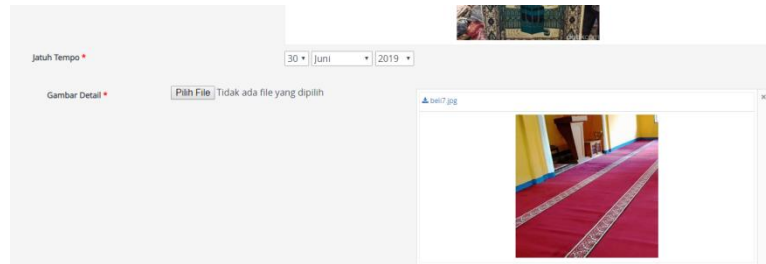 Jatuh Tempo *
30 Juni 2019
Gambar Detail *
Pilih File Tidak ada file yang dipilih
beli7.jpg
×